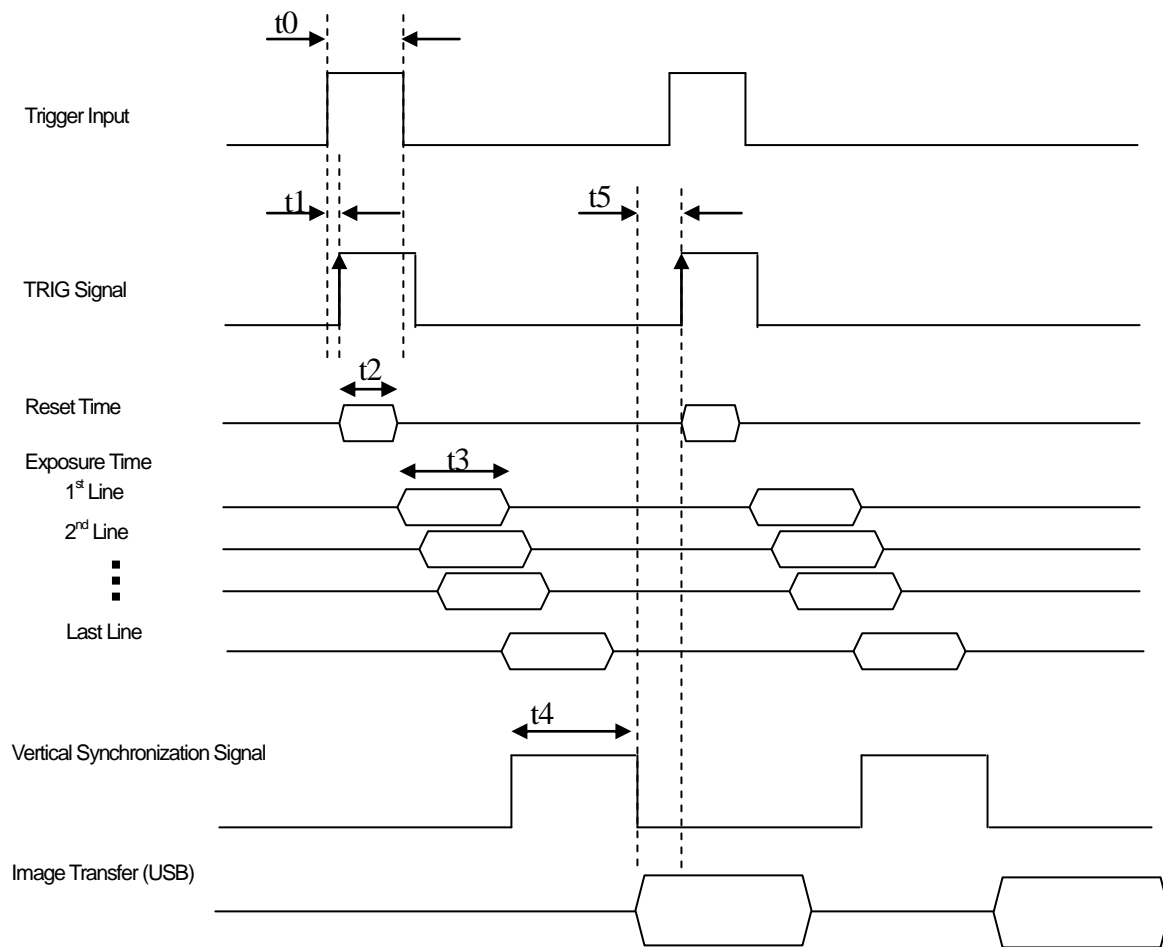 t0
Trigger Input
t1
t5
TRIG Signal
t2
Reset Time
Exposure Time
t3
1st Line
2nd Line
Last Line
t4
Vertical Synchronization Signal
Image Transfer (USB)